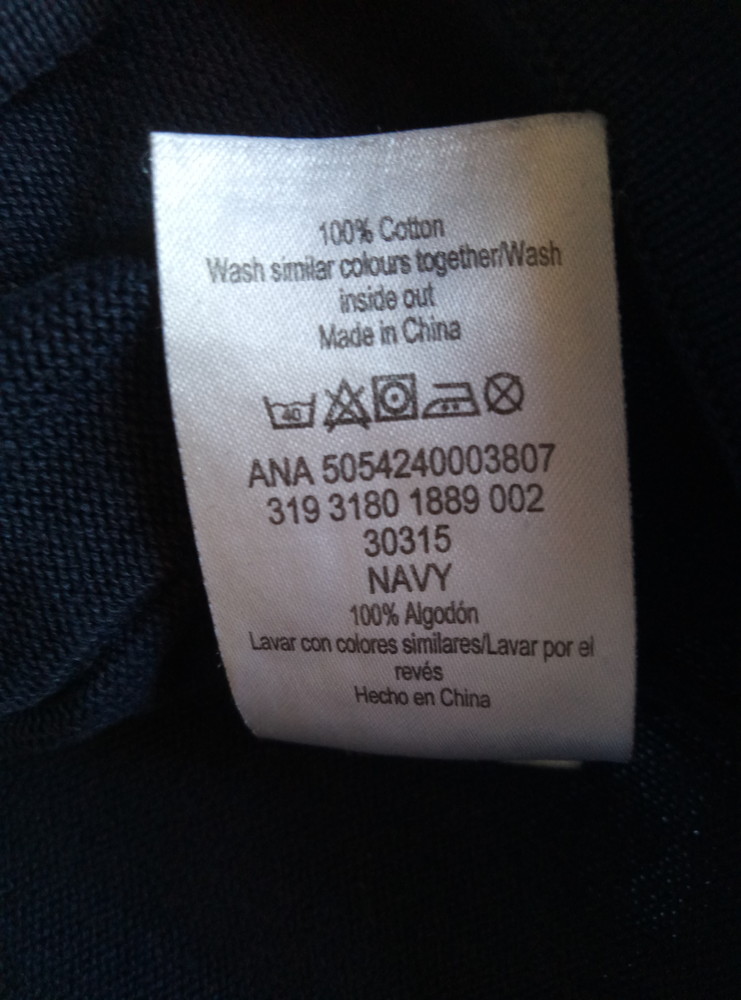 100% Cotton
Wash similar colours together/Wash
inside out
Made in China
40
ANA 5054240003807
319 3180 1889 002
30315
NAVY
100% Algodón
Lavar con colores similares/Lavar por el
revés
Hecho en China